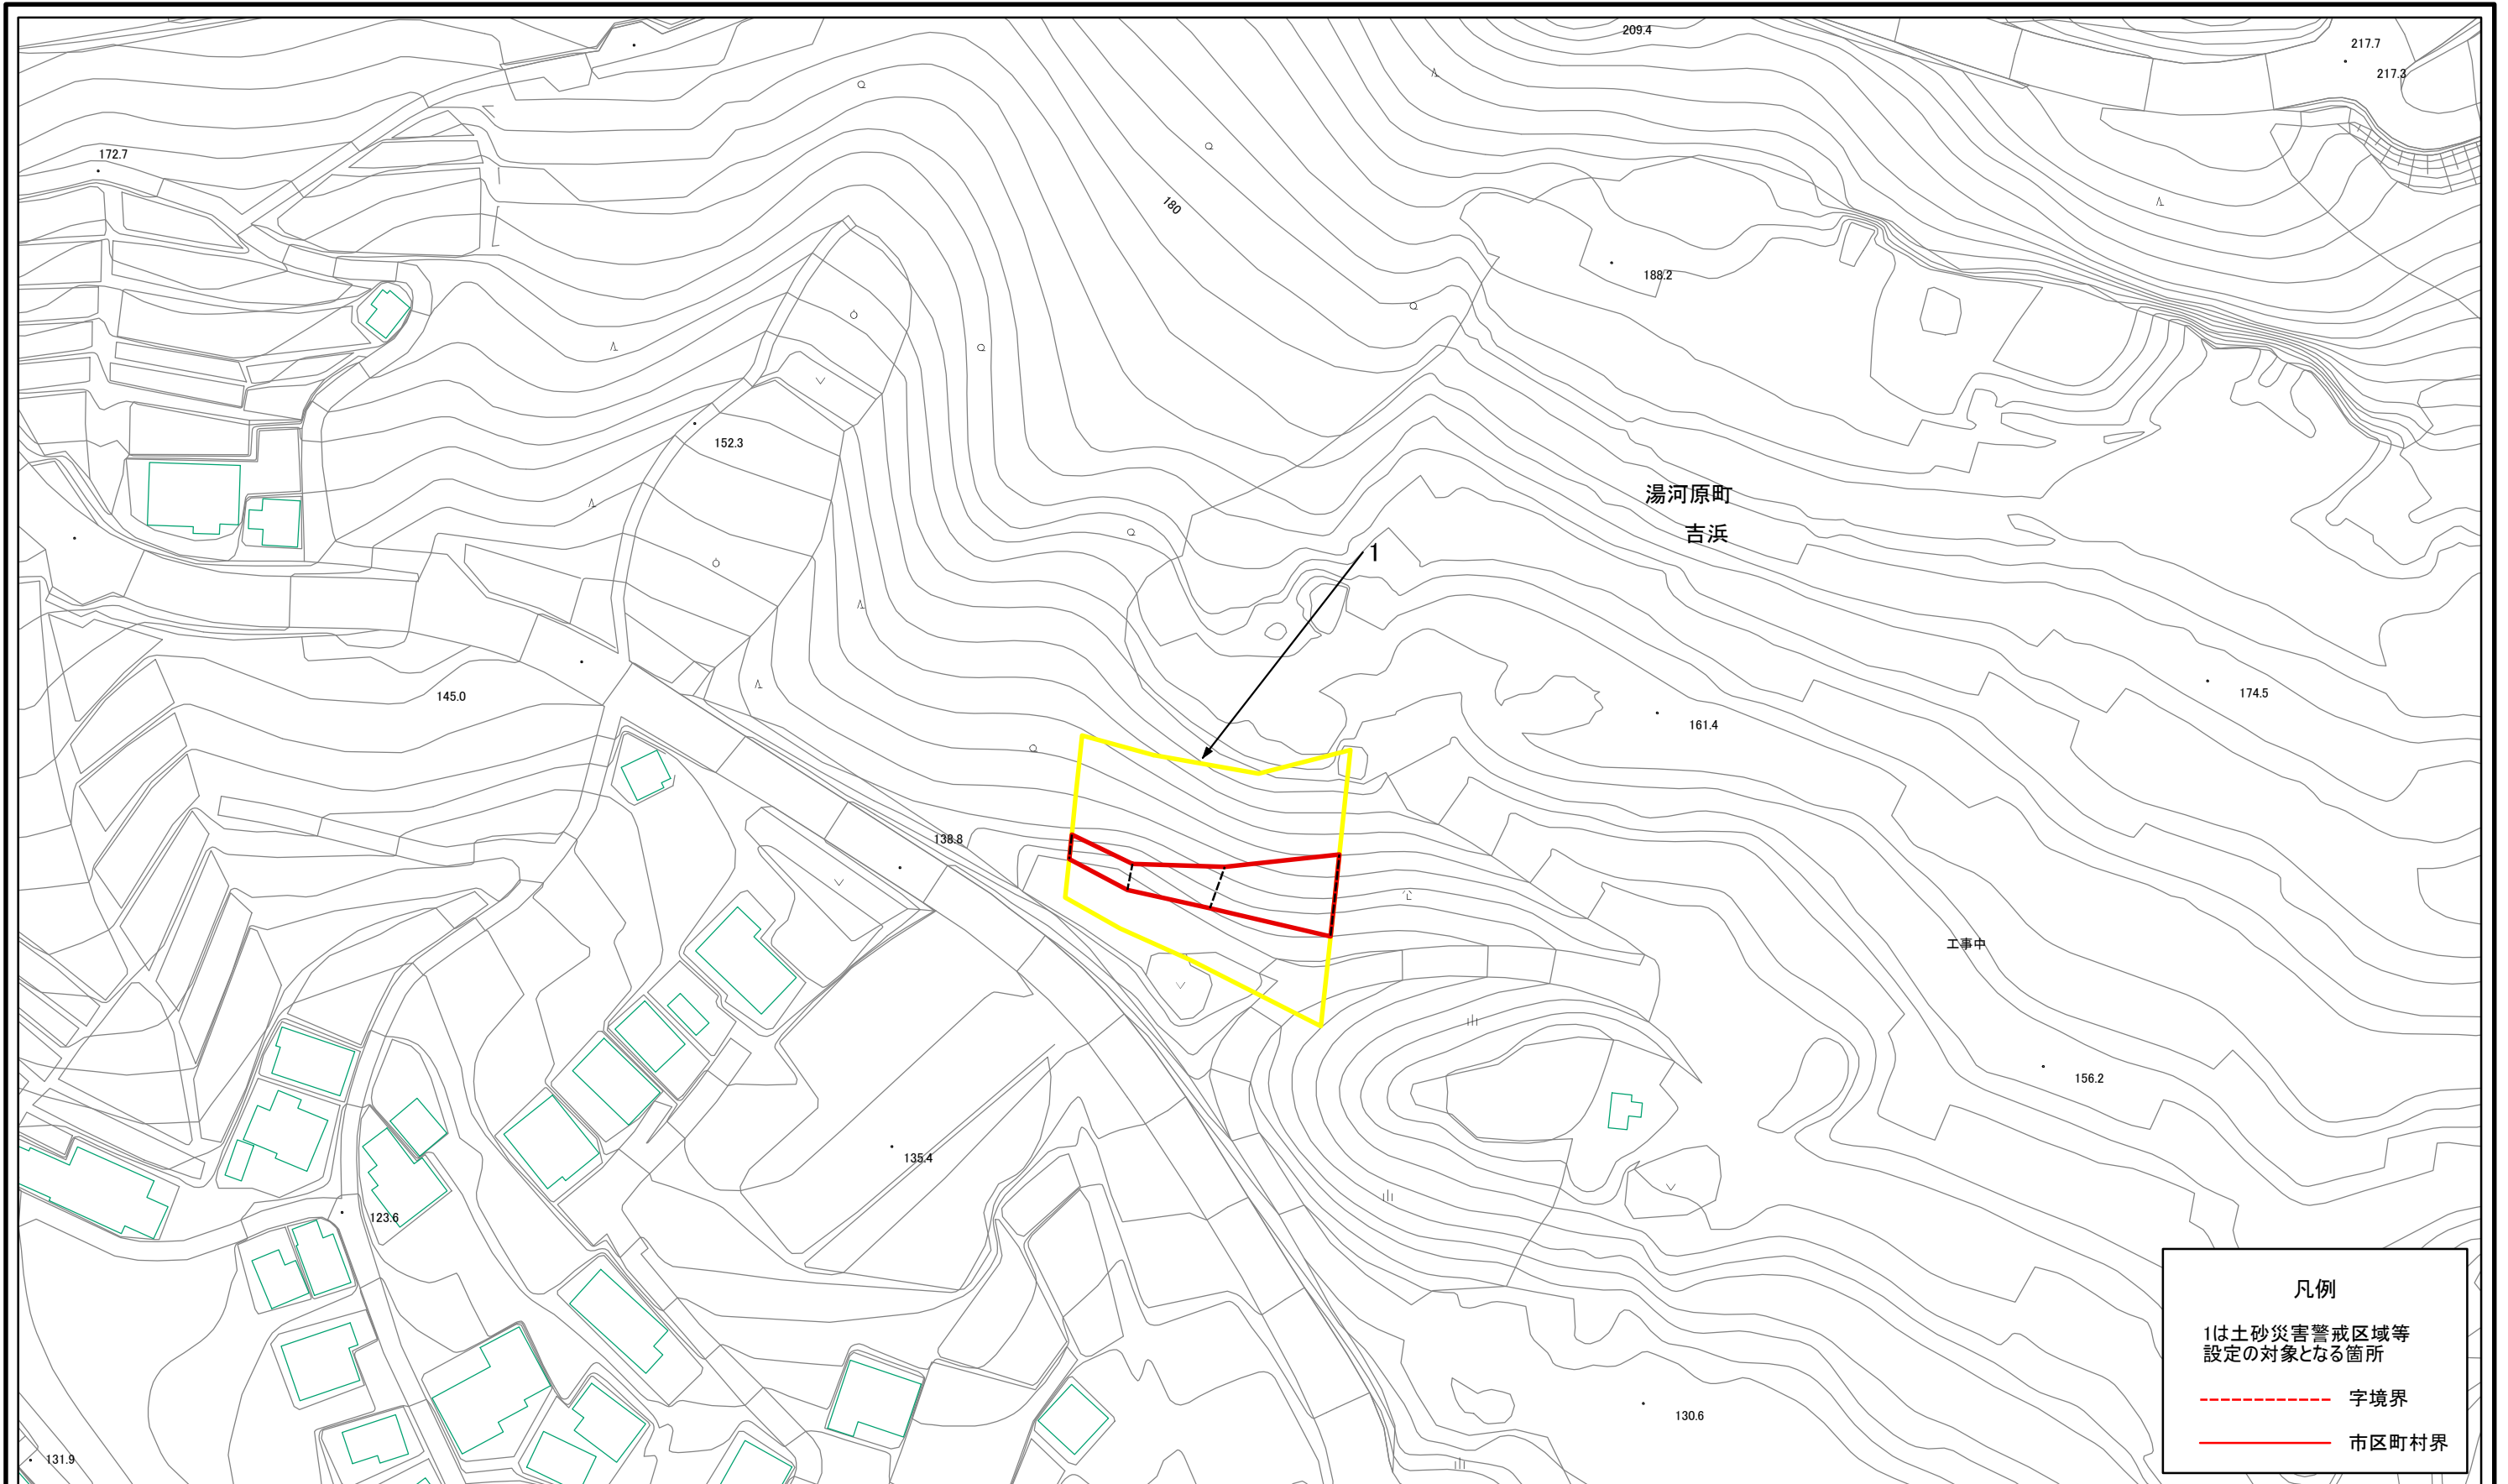 209.4
217.7
217.3
172.7
180
188.2
152.3
湯河原町
吉浜
1
174.5
145.0
161.4
138.8
工事中
156.2
135.4
123.6
凡例
1は土砂災害警戒区域等
設定の対象となる箇所
字境界
130.6
市区町村界
131.9